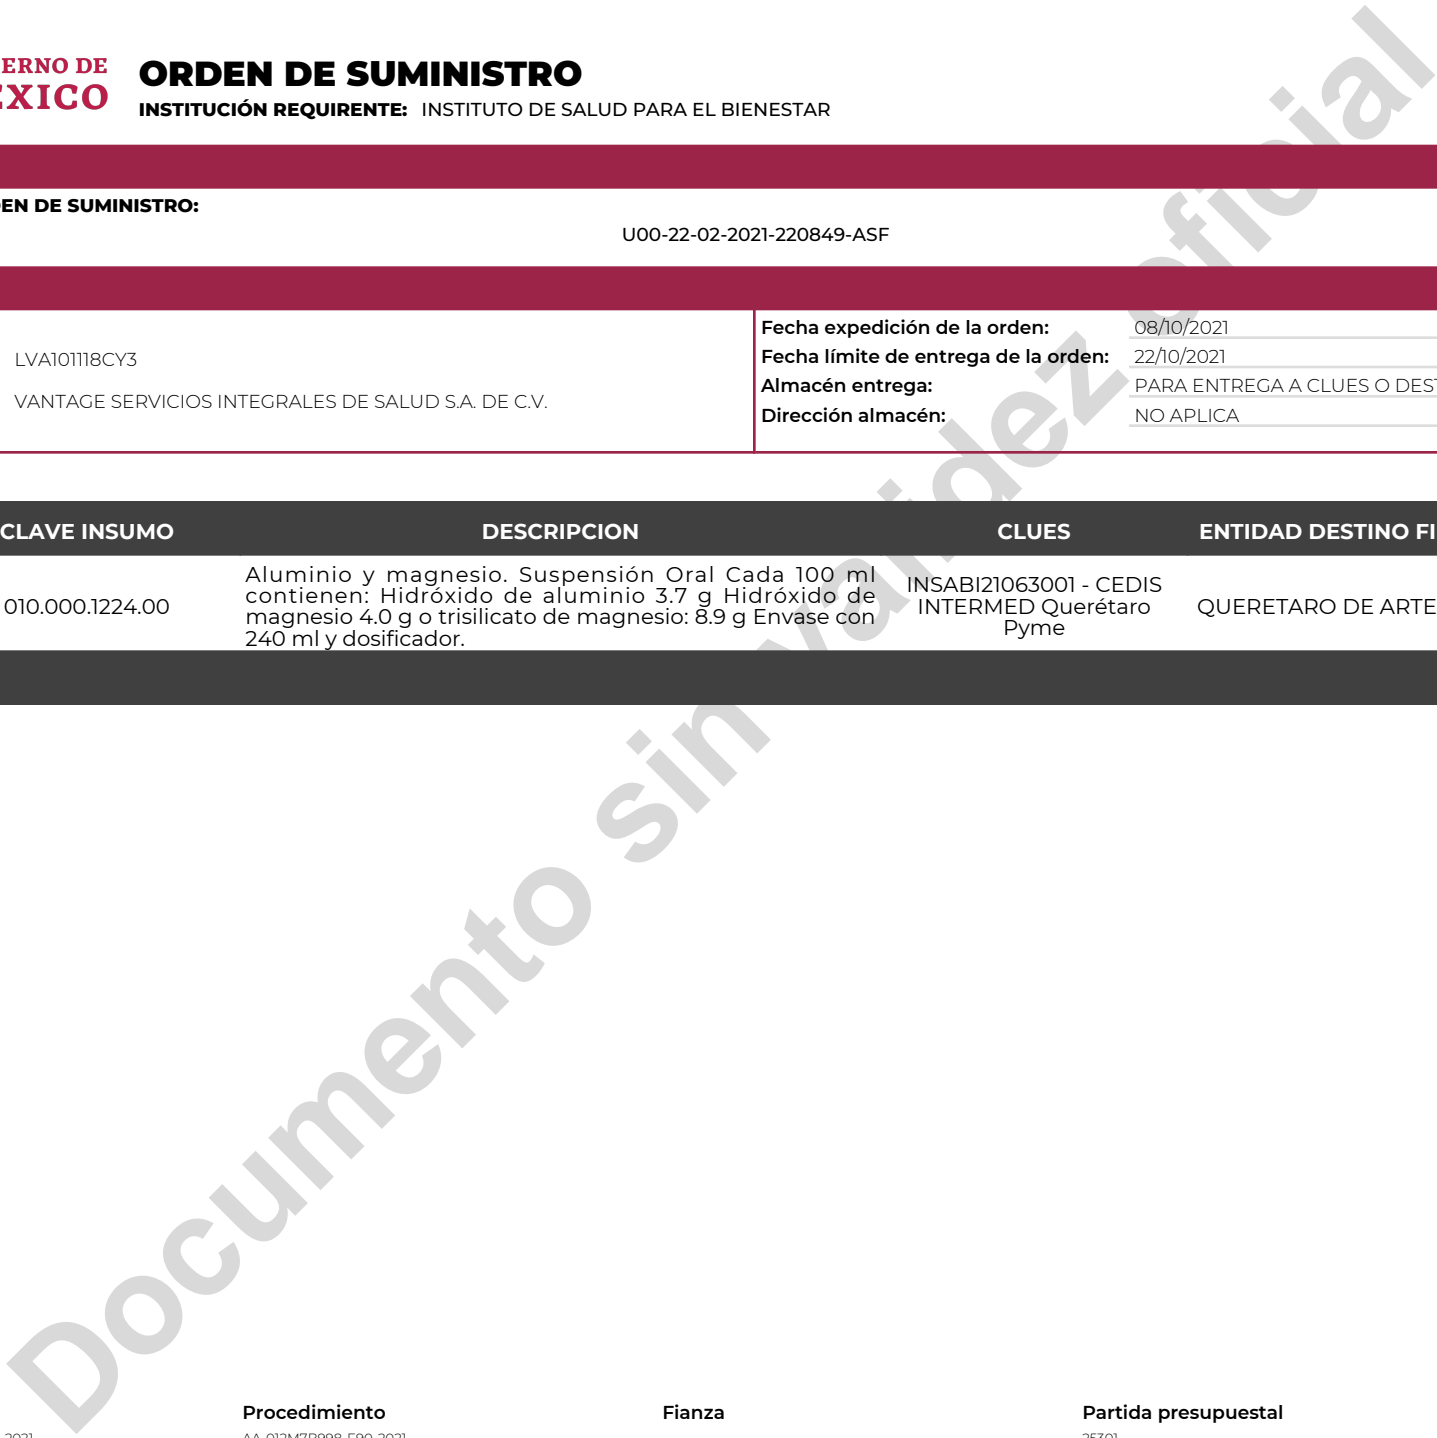 ERNO DE
ORDEN DE SUMINISTRO
EXICO
INSTITUCIÓN REQUIRENTE: INSTITUTO DE SALUD PARA EL BIENESTAR
EN DE SUMINISTRO:
U00-22-02-2021-220849-ASF
LVA101118CY3
VANTAGE SERVICIOS INTEGRALES DE SALUD S.A. DE C.V.
Fecha expedición de la orden: 08/10/2021
Fecha límite de entrega de la orden: 22/10/2021
Almacén entrega: PARA ENTREGA A CLUES O DEST
Dirección almacén: NO APLICA
CLAVE INSUMO DESCRIPCION CLUES ENTIDAD DESTINO FI
010.000.1224.00
Aluminio y magnesio. Suspensión Oral Cada 100 ml
contienen: Hidróxido de aluminio 3.7 g Hidróxido de
magnesio 4.0 g o trisilicato de magnesio: 8.9 g Envase con
240 ml y dosificador.
INSABI21063001 - CEDIS
INTERMED Querétaro
Pyme
QUERETARO DE ARTE
Documento sin validez oficial
Procedimiento Fianza Partida presupuestal